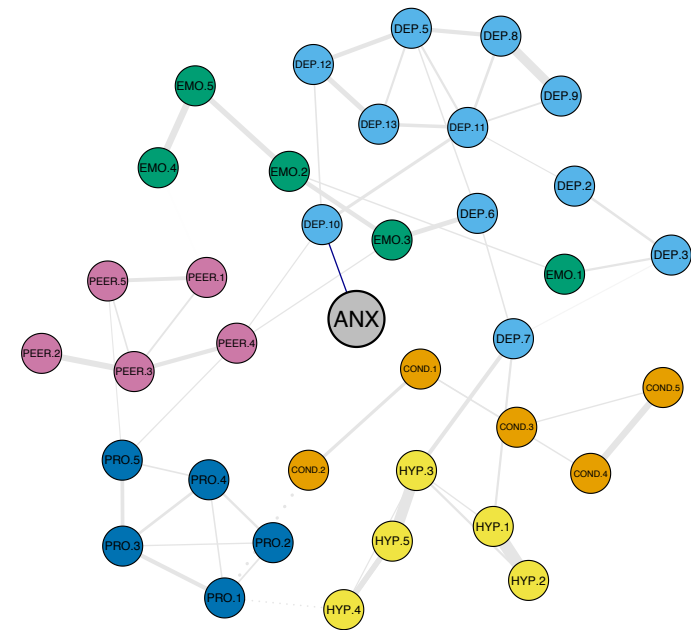 DEP.5
DEP.8
DEP.12
EMO.5
DEP.9
DEP.13
DEP.11
EMO.4
EMO.2
DEP.2
DEP.6
DEP.10
EMO.3
DEP.3
EMO.1
PEER.5
PEER.1
ANX
DEP.7
PEER.4
PEER.2
PEER.3
COND.1
COND.5
COND.3
PRO.5
COND.2
HYP.3
COND.4
PRO.4
HYP.1
PRO.3
PRO.2
HYP.5
HYP.2
PRO.1
HYP.4